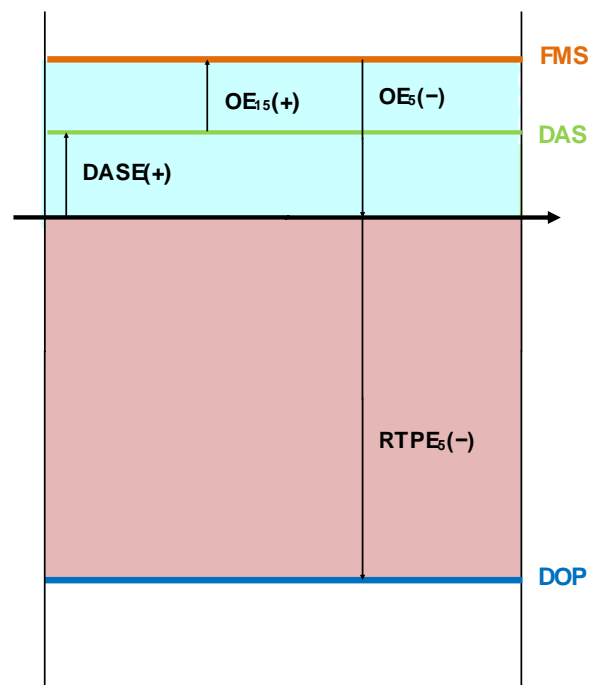 FMS
OE₁₅(+)
OE₅(−)
DAS
DASE(+)
RTPE₅(−)
DOP